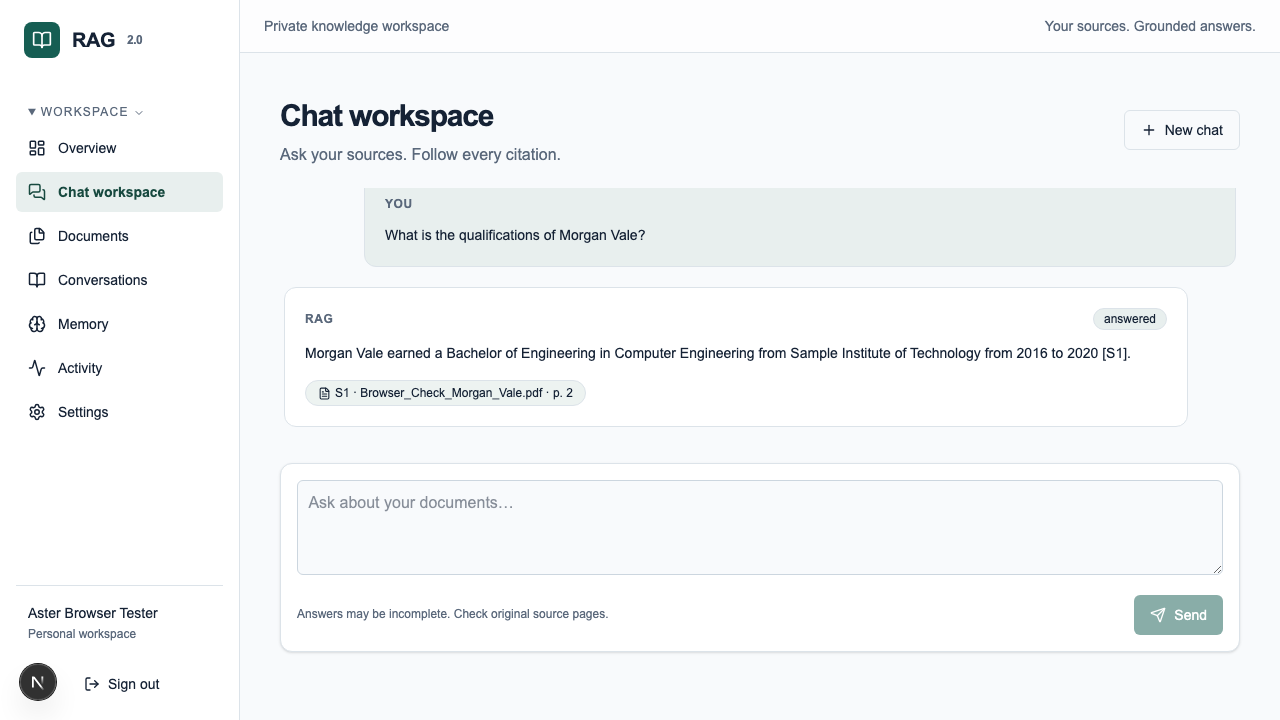 RAG 2.0
Private knowledge workspace
Your sources. Grounded answers.
WORKSPACE
Overview
Chat workspace
Documents
Conversations
Memory
Activity
Settings
Aster Browser Tester
Personal workspace
N
Sign out
Chat workspace
Ask your sources. Follow every citation.
New chat
YOU
What is the qualifications of Morgan Vale?
RAG
answered
Morgan Vale earned a Bachelor of Engineering in Computer Engineering from Sample Institute of Technology from 2016 to 2020 [S1].
S1 · Browser_Check_Morgan_Vale.pdf · p. 2
Ask about your documents…
Answers may be incomplete. Check original source pages.
Send